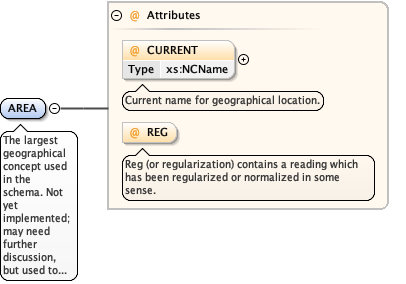 Attributes
@ CURRENT
Type xs:NCName
Current name for geographical location.
AREA
@ REG
The largest
geographical
concept used
in the
schema. Not
yet
implemented;
may need
further
discussion,
but used to...
Reg (or regularization) contains a reading which
has been regularized or normalized in some
sense.